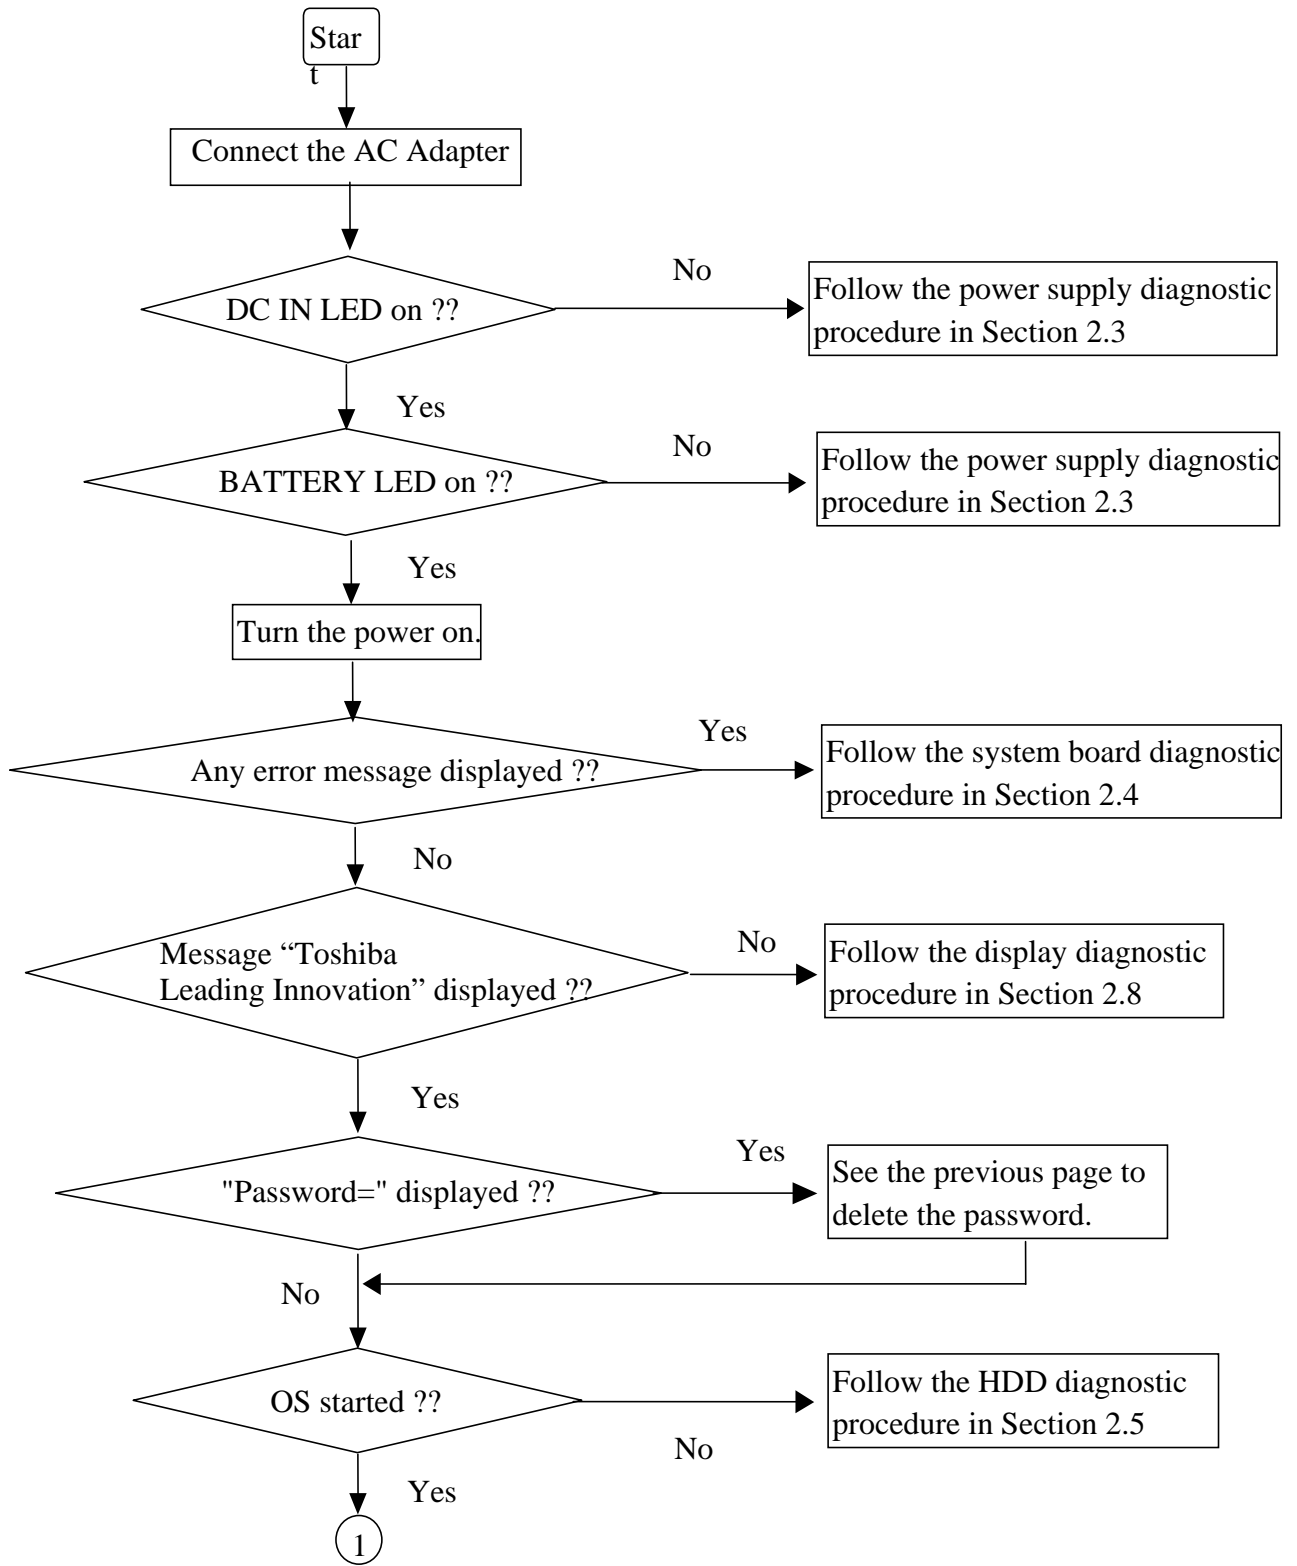 Star
t
Connect the AC Adapter
DC IN LED on ??
No
Follow the power supply diagnostic
procedure in Section 2.3
Yes
BATTERY LED on ??
No
Follow the power supply diagnostic
procedure in Section 2.3
Yes
Turn the power on.
Any error message displayed ??
Yes
Follow the system board diagnostic
procedure in Section 2.4
No
Message “Toshiba
Leading Innovation” displayed ??
No
Follow the display diagnostic
procedure in Section 2.8
Yes
"Password=" displayed ??
Yes
See the previous page to
delete the password.
No
OS started ??
No
Follow the HDD diagnostic
procedure in Section 2.5
Yes
1